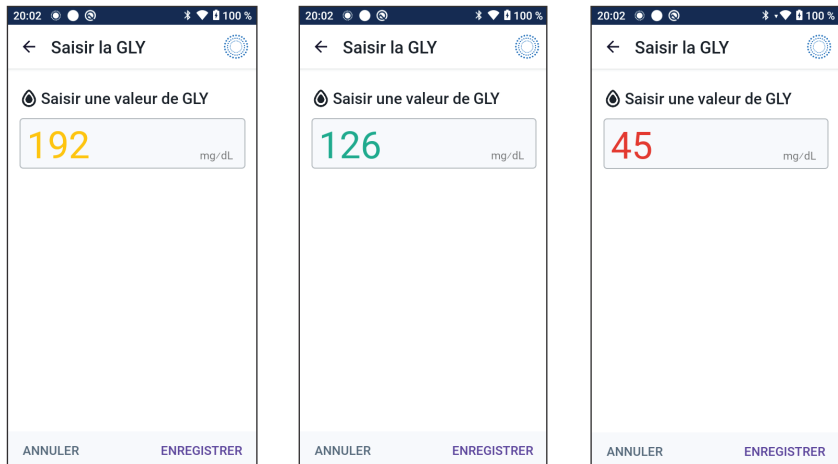 20:02 100 %
Saisir la GLY
Saisir une valeur de GLY
192 mg/dL
ANNULER ENREGISTRER
20:02 100 %
Saisir la GLY
Saisir une valeur de GLY
126 mg/dL
ANNULER ENREGISTRER
20:02 100 %
Saisir la GLY
Saisir une valeur de GLY
45 mg/dL
ANNULER ENREGISTRER